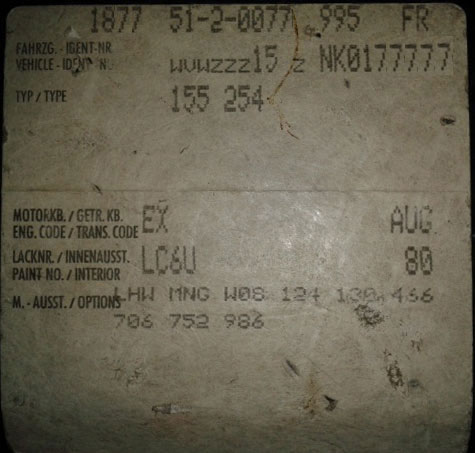 1877 51-2-0077 995 FR
FAHRZG. - IDENT-NR
VEHICLE - IDENT - N WVWZZZ15 Z NK0177777
TYP / TYPE 155 254
MOTORKB. / GETR. KB.
ENG. CODE / TRANS. CODE EX AUG
LACKNR. / INNENAUSST.
PAINT NO. / INTERIOR LC6U 80
M. - AUSST. / OPTIONS LHW MNG W08 124 130 466
706 752 986